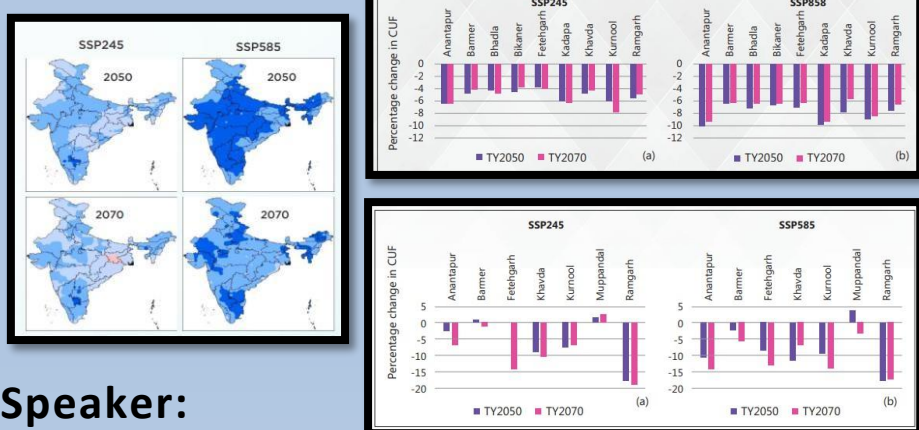 SSP245
SSP585
2050
2050
2070
2070
SSP245
SSP858
Percentage change in CUF
Anantapur
Barmer
Bhadla
Bikaner
Fetehgarh
Kadapa
Khavda
Kurnool
Ramgarh
Anantapur
Barmer
Bhadla
Bikaner
Fetehgarh
Kadapa
Khavda
Kurnool
Ramgarh
0
-2
-4
-6
-8
-10
-12
0
-2
-4
-6
-8
-10
-12
TY2050 TY2070 (a)
TY2050 TY2070 (b)
SSP245
SSP585
Percentage change in CUF
Anantapur
Barmer
Fetehgarh
Khavda
Kurnool
Muppandal
Ramgarh
Anantapur
Barmer
Fetehgarh
Khavda
Kurnool
Muppandal
Ramgarh
5
0
-5
-10
-15
-20
5
0
-5
-10
-15
-20
TY2050 TY2070 (a)
TY2050 TY2070 (b)
Speaker: